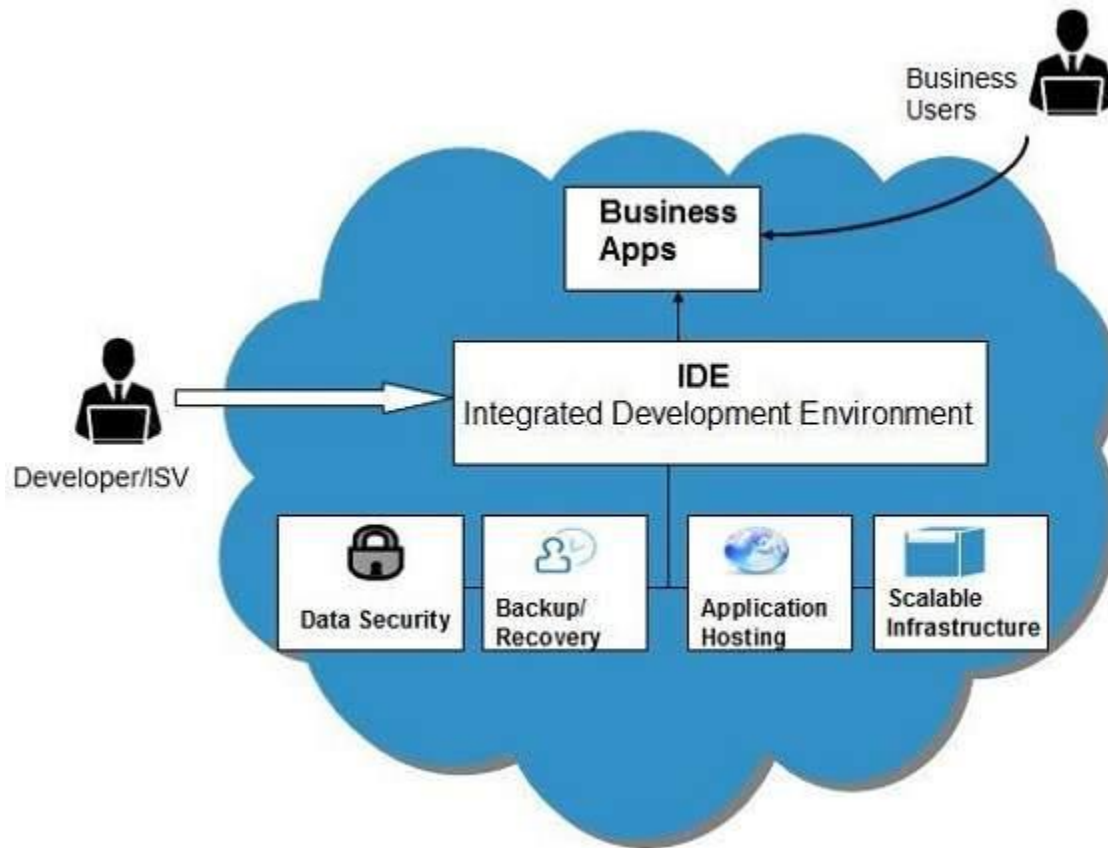 Business
Users
Business
Apps
IDE
Integrated Development Environment
Developer/ISV
Data Security
Backup/
Recovery
Application
Hosting
Scalable
Infrastructure